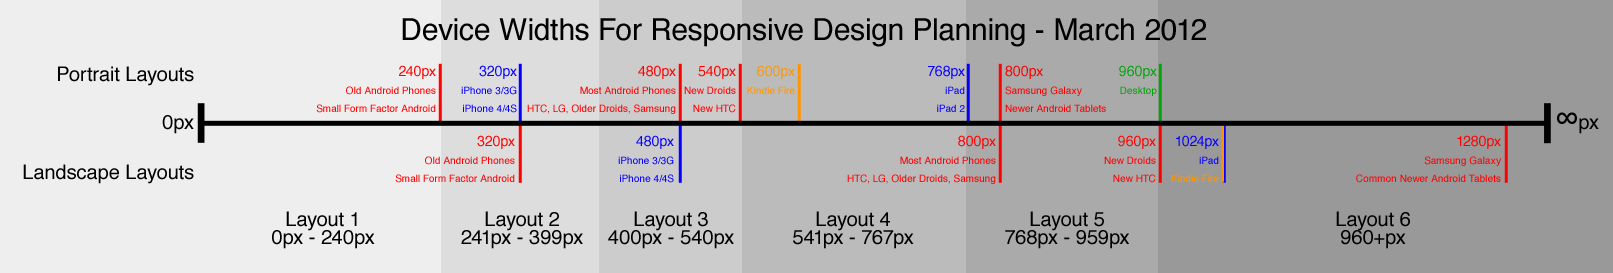 Device Widths For Responsive Design Planning - March 2012
Portrait Layouts
240px
Old Android Phones
Small Form Factor Android
320px
iPhone 3/3G
iPhone 4/4S
480px
Most Android Phones
HTC, LG, Older Droids, Samsung
540px
New Droids
New HTC
600px
Kindle Fire
768px
iPad
iPad 2
800px
Samsung Galaxy
Newer Android Tablets
960px
Desktop
0px
∞px
Landscape Layouts
320px
Old Android Phones
Small Form Factor Android
480px
iPhone 3/3G
iPhone 4/4S
800px
Most Android Phones
HTC, LG, Older Droids, Samsung
960px
New Droids
New HTC
1024px
iPad
Kindle Fire
1280px
Samsung Galaxy
Common Newer Android Tablets
Layout 1
0px - 240px
Layout 2
241px - 399px
Layout 3
400px - 540px
Layout 4
541px - 767px
Layout 5
768px - 959px
Layout 6
960+px